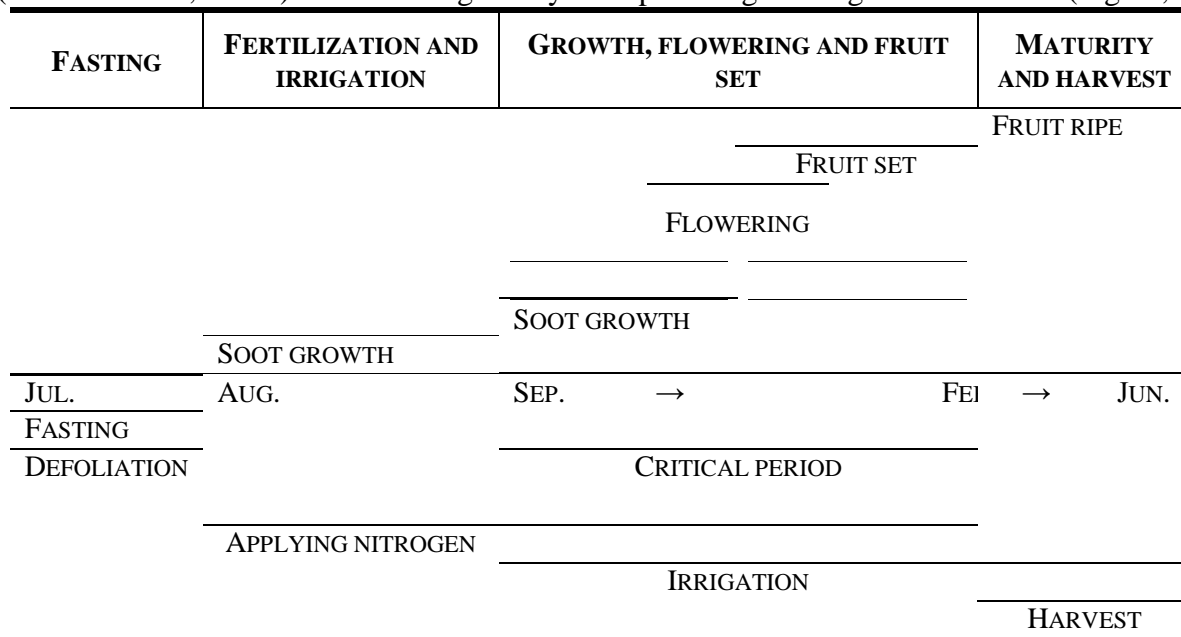 FASTING
FERTILIZATION AND
IRRIGATION
GROWTH, FLOWERING AND FRUIT
SET
MATURITY
AND HARVEST
FRUIT RIPE
FRUIT SET
FLOWERING
SOOT GROWTH
SOOT GROWTH
JUL. AUG. SEP. → FE → JUN.
FASTING
DEFOLIATION CRITICAL PERIOD
APPLYING NITROGEN
IRRIGATION
HARVEST